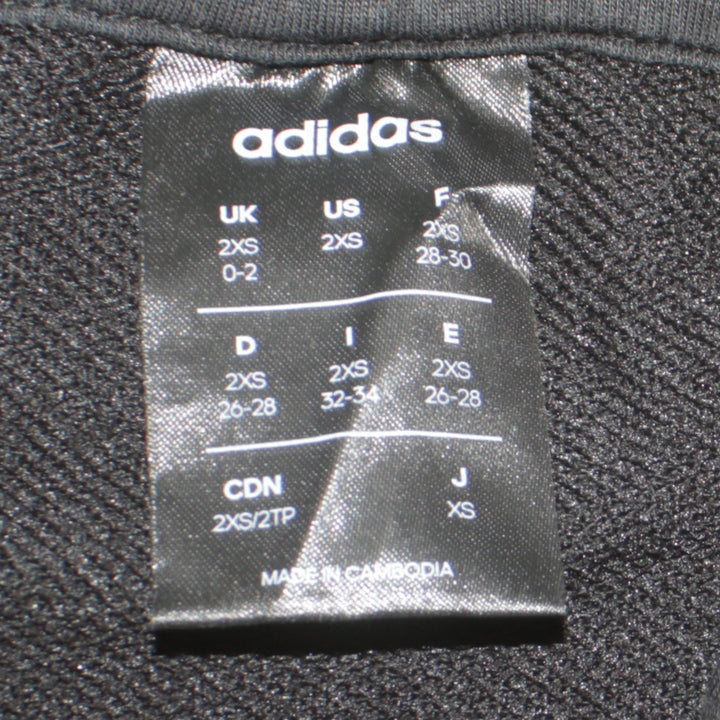 adidas
UK US F
2XS 2XS 2XS
0-2 28-30
D I E
2XS 2XS 2XS
26-28 32-34 26-28
CDN J
2XS/2TP XS
MADE IN CAMBODIA